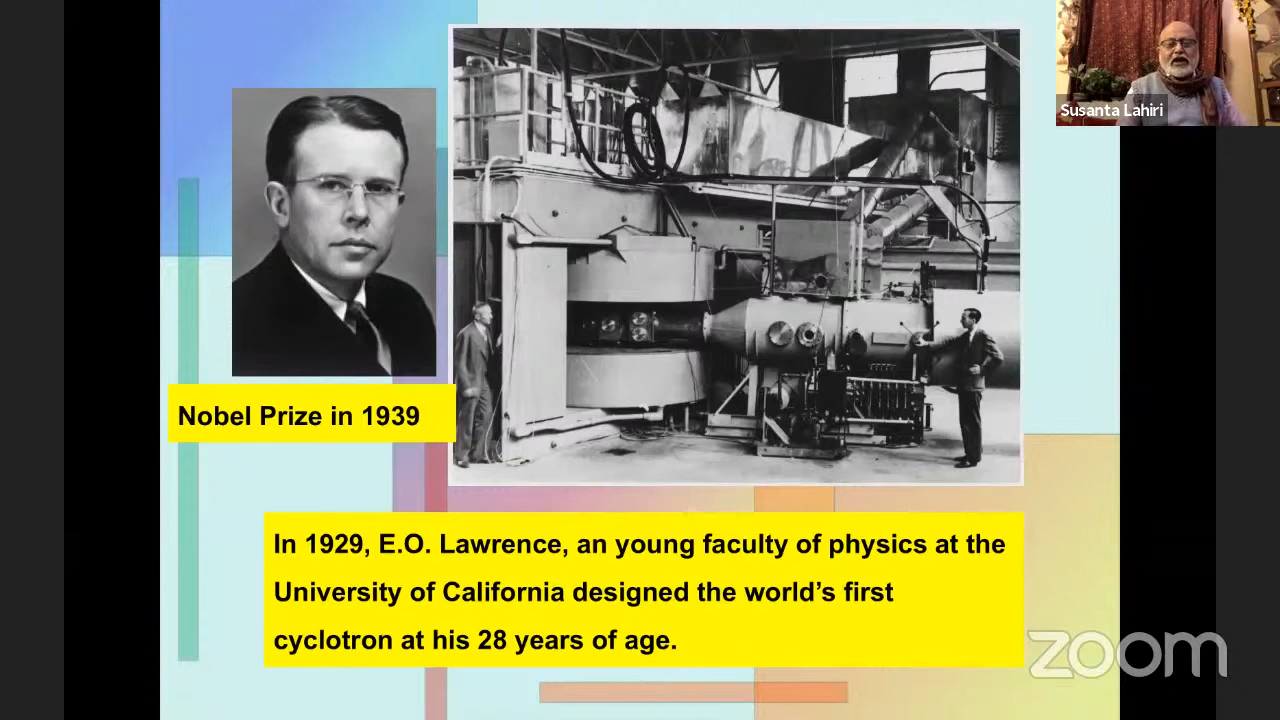 Susanta Lahiri
Nobel Prize in 1939
In 1929, E.O. Lawrence, an young faculty of physics at the
University of California designed the world's first
cyclotron at his 28 years of age.
zoom